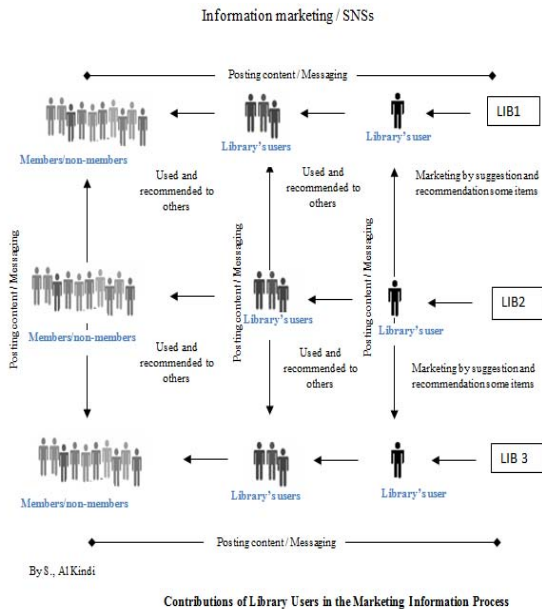 Information marketing / SNSs
Posting content / Messaging
LIB1
Members/non-members
Library's users
Library's user
Used and recommended to others
Used and recommended to others
Marketing by suggestion and recommendation some items
Posting content / Messaging
Posting content / Messaging
Posting content / Messaging
LIB2
Members/non-members
Library's users
Library's user
Used and recommended to others
Used and recommended to others
Marketing by suggestion and recommendation some items
LIB 3
Members/non-members
Library's users
Library's user
Posting content / Messaging
By S., Al Kindi
Contributions of Library Users in the Marketing Information Process